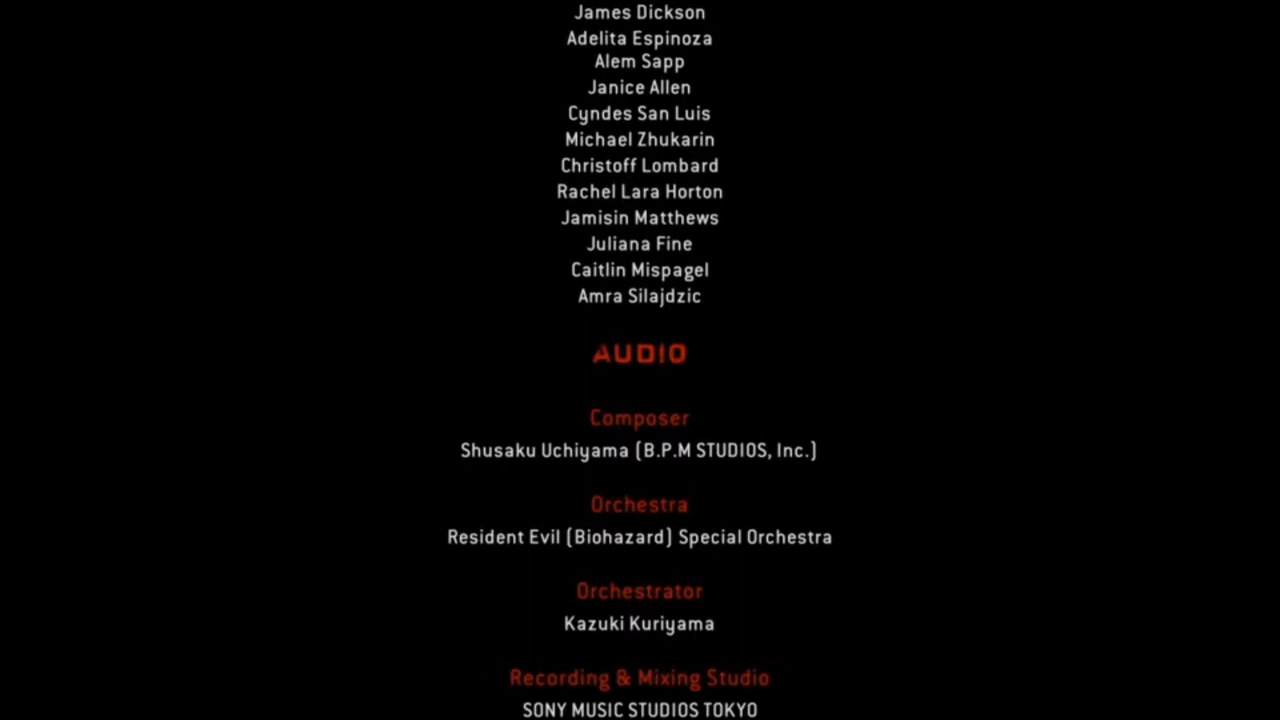 James Dickson
Adelita Espinoza
Alem Sapp
Janice Allen
Cyndes San Luis
Michael Zhukarin
Christoff Lombard
Rachel Lara Horton
Jamisin Matthews
Juliana Fine
Caitlin Mispagel
Amra Silajdzic
AUDIO
Composer
Shusaku Uchiyama (B.P.M STUDIOS, Inc.)
Orchestra
Resident Evil (Biohazard) Special Orchestra
Orchestrator
Kazuki Kuriyama
Recording & Mixing Studio
SONY MUSIC STUDIOS TOKYO